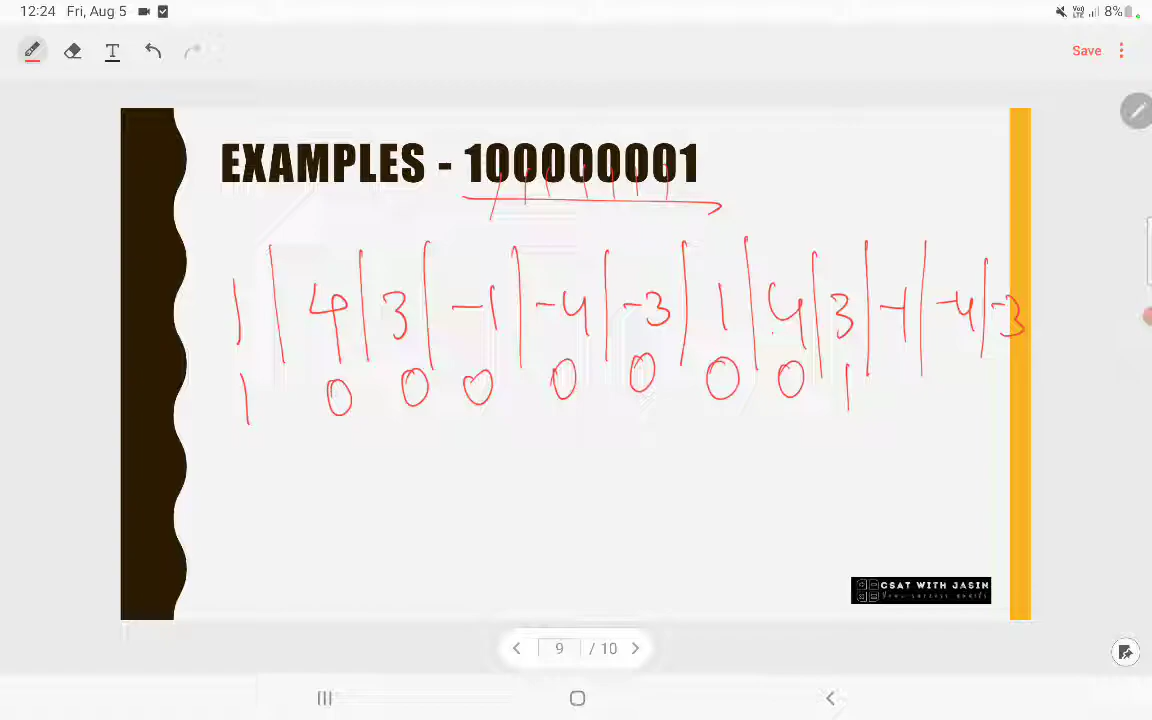 12:24 Fri, Aug 5 8%
T Save
EXAMPLES - 100000001
1 | 4 | 3 | -1 | -4 | -3 | 1 | 4 | 3 | -1 | -4 | -3
1 0 0 0 0 0 0 0 1
CSAT WITH JASIN
9 / 10